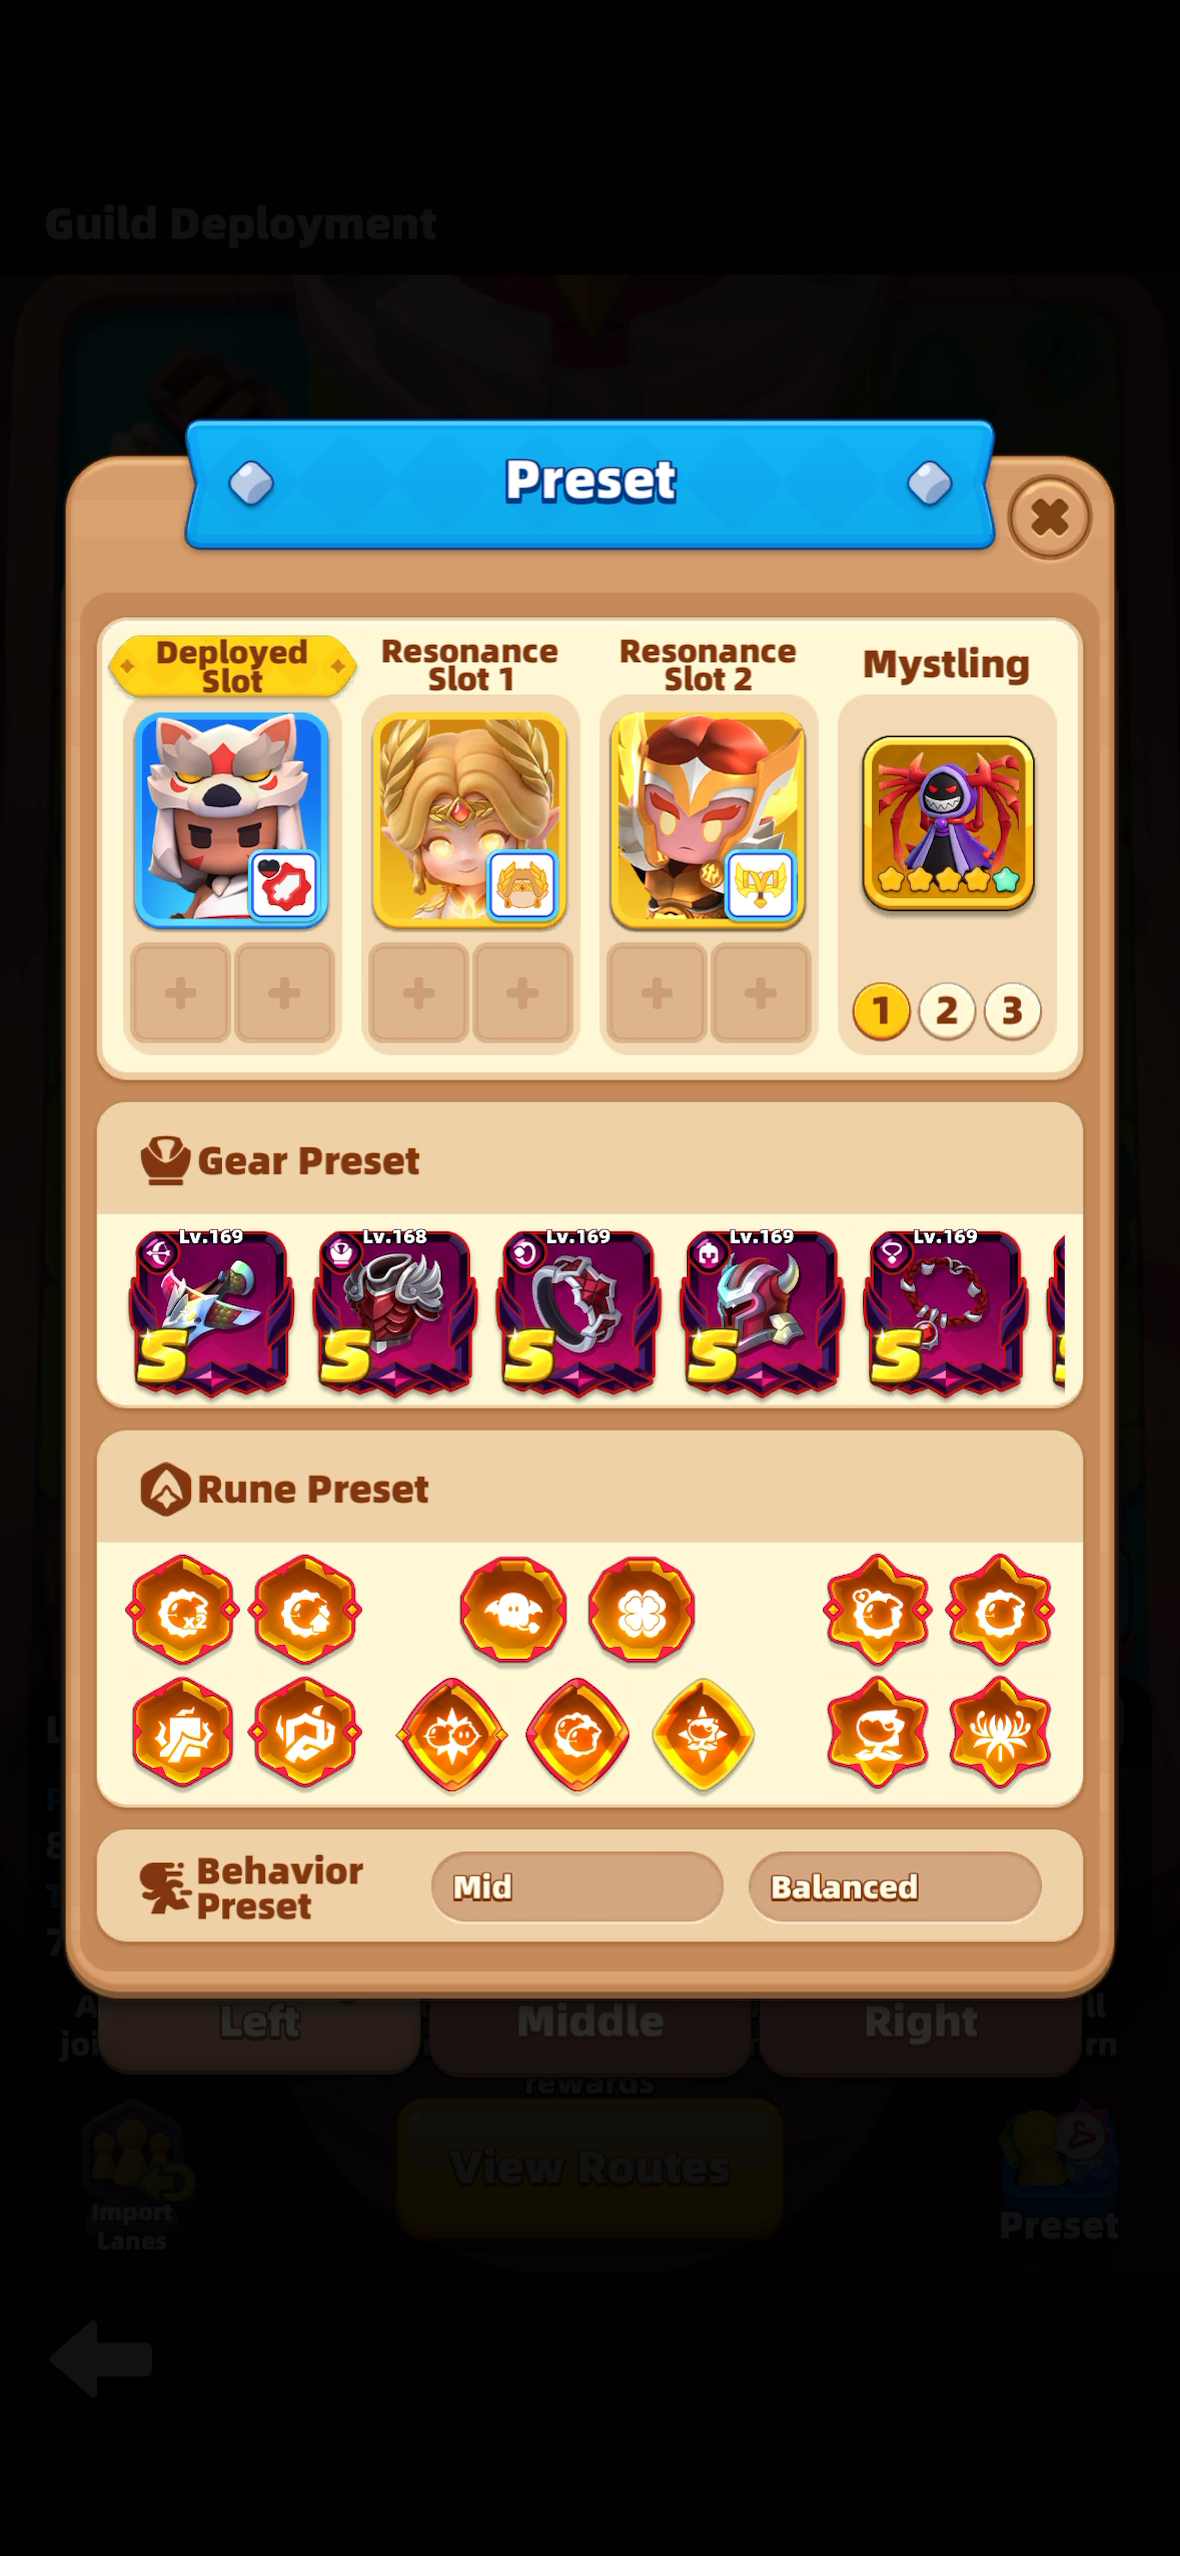 Guild Deployment
Preset
Deployed
Slot
Resonance
Slot 1
Resonance
Slot 2
Mystling
1 2 3
Gear Preset
Lv.169 Lv.168 Lv.169 Lv.169 Lv.169
S S S S S
Rune Preset
x2
Behavior
Preset
Mid
Balanced
Left
Middle
Right
rewards
View Routes
Import
Lanes
Preset